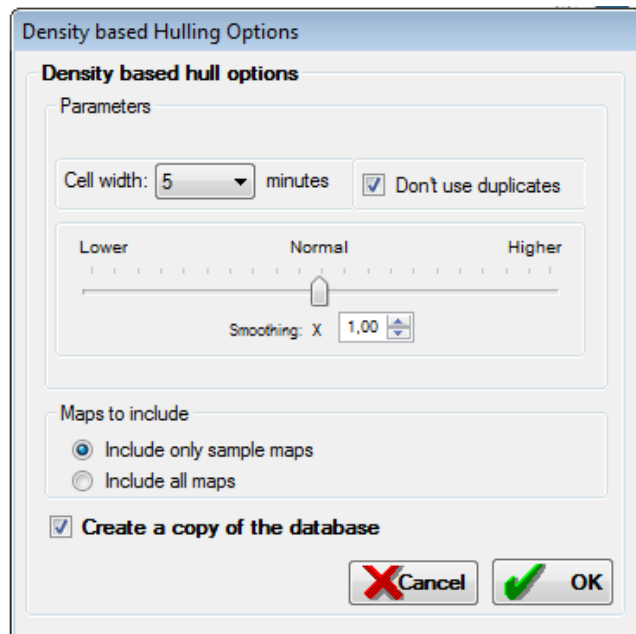 Density based Hulling Options
Density based hull options
Parameters
Cell width: 5 minutes
Don't use duplicates
Lower Normal Higher
Smoothing: X 1,00
Maps to include
Include only sample maps
Include all maps
Create a copy of the database
Cancel OK